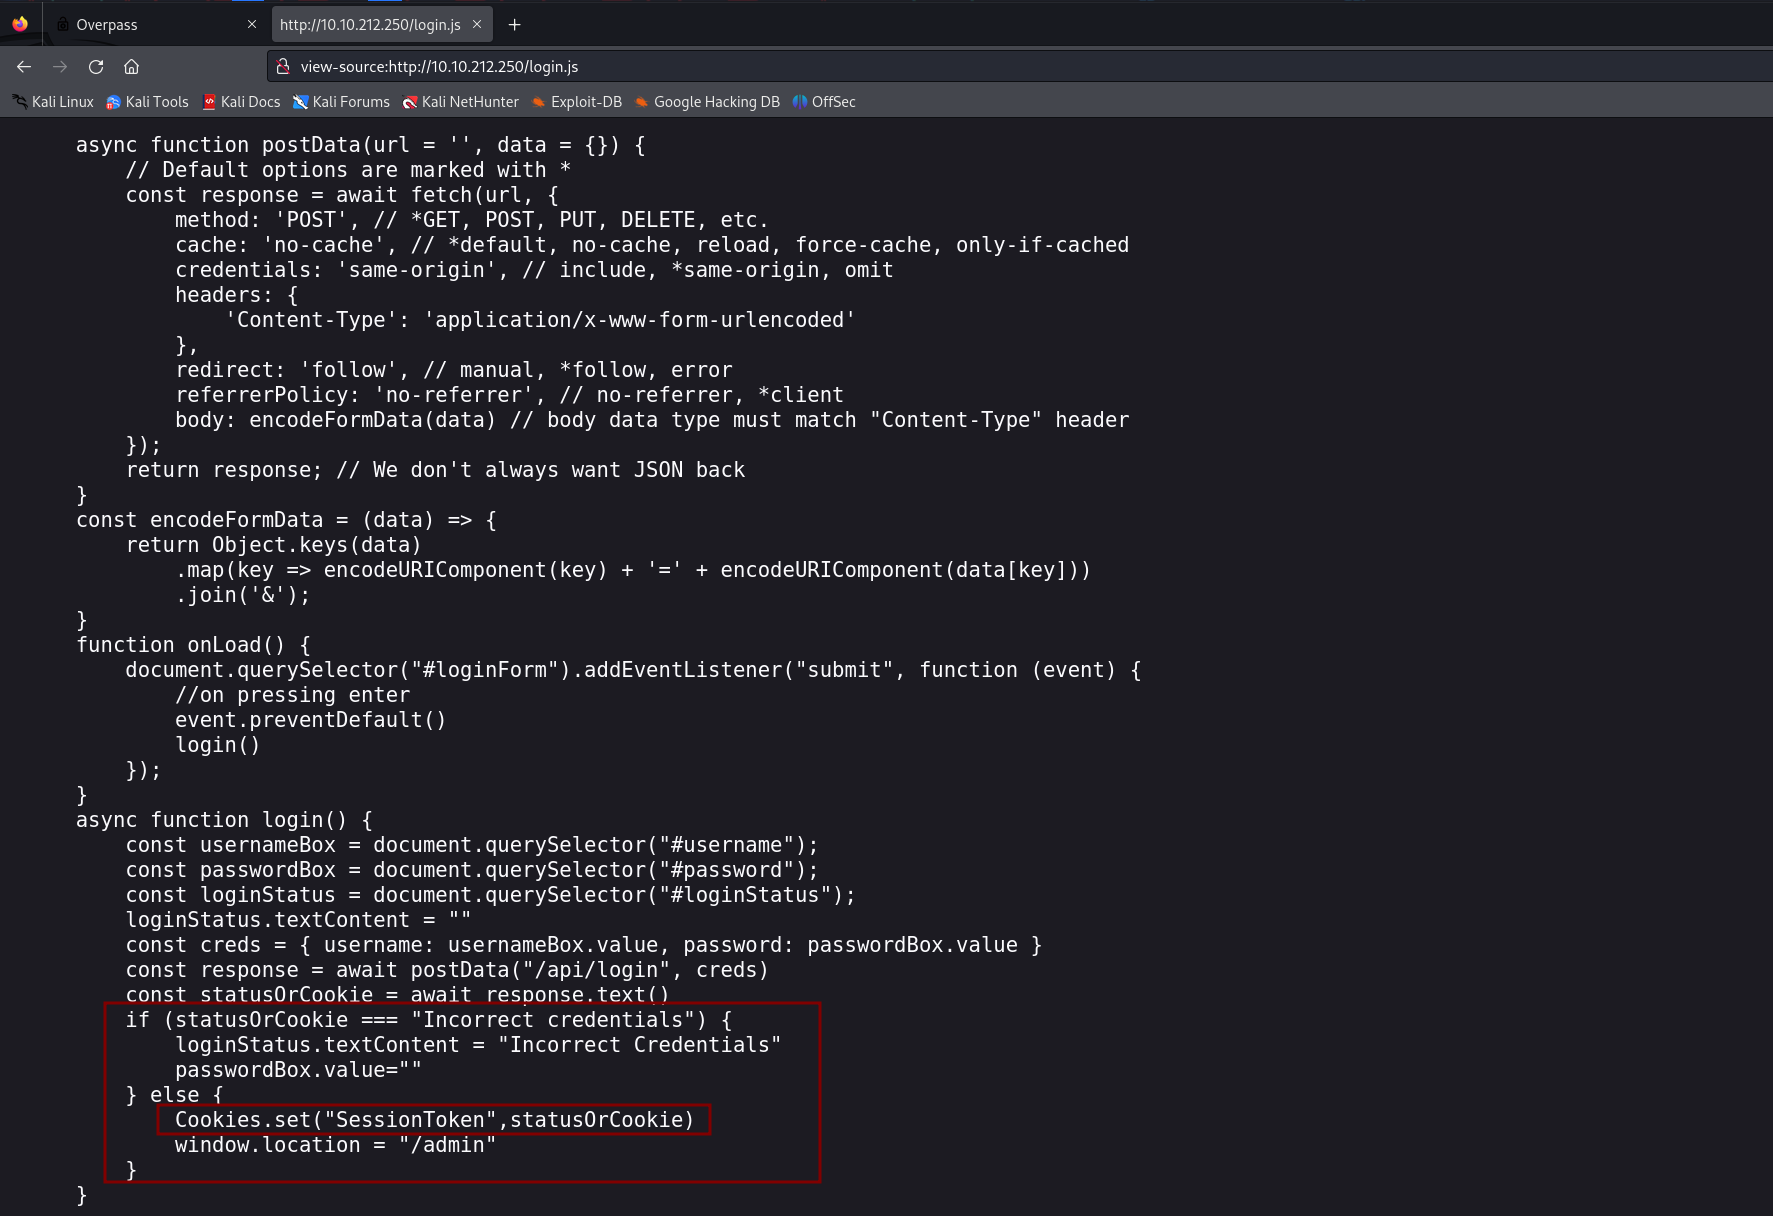 Overpass
http://10.10.212.250/login.js
view-source:http://10.10.212.250/login.js
Kali Linux Kali Tools Kali Docs Kali Forums Kali NetHunter Exploit-DB Google Hacking DB OffSec
async function postData(url = '', data = {}) {
    // Default options are marked with *
    const response = await fetch(url, {
        method: 'POST', // *GET, POST, PUT, DELETE, etc.
        cache: 'no-cache', // *default, no-cache, reload, force-cache, only-if-cached
        credentials: 'same-origin', // include, *same-origin, omit
        headers: {
            'Content-Type': 'application/x-www-form-urlencoded'
        },
        redirect: 'follow', // manual, *follow, error
        referrerPolicy: 'no-referrer', // no-referrer, *client
        body: encodeFormData(data) // body data type must match "Content-Type" header
    });
    return response; // We don't always want JSON back
}
const encodeFormData = (data) => {
    return Object.keys(data)
        .map(key => encodeURIComponent(key) + '=' + encodeURIComponent(data[key]))
        .join('&');
}
function onLoad() {
    document.querySelector("#loginForm").addEventListener("submit", function (event) {
        //on pressing enter
        event.preventDefault()
        login()
    });
}
async function login() {
    const usernameBox = document.querySelector("#username");
    const passwordBox = document.querySelector("#password");
    const loginStatus = document.querySelector("#loginStatus");
    loginStatus.textContent = ""
    const creds = { username: usernameBox.value, password: passwordBox.value }
    const response = await postData("/api/login", creds)
    const statusOrCookie = await response.text()
    if (statusOrCookie === "Incorrect credentials") {
        loginStatus.textContent = "Incorrect Credentials"
        passwordBox.value=""
    } else {
        Cookies.set("SessionToken",statusOrCookie)
        window.location = "/admin"
    }
}